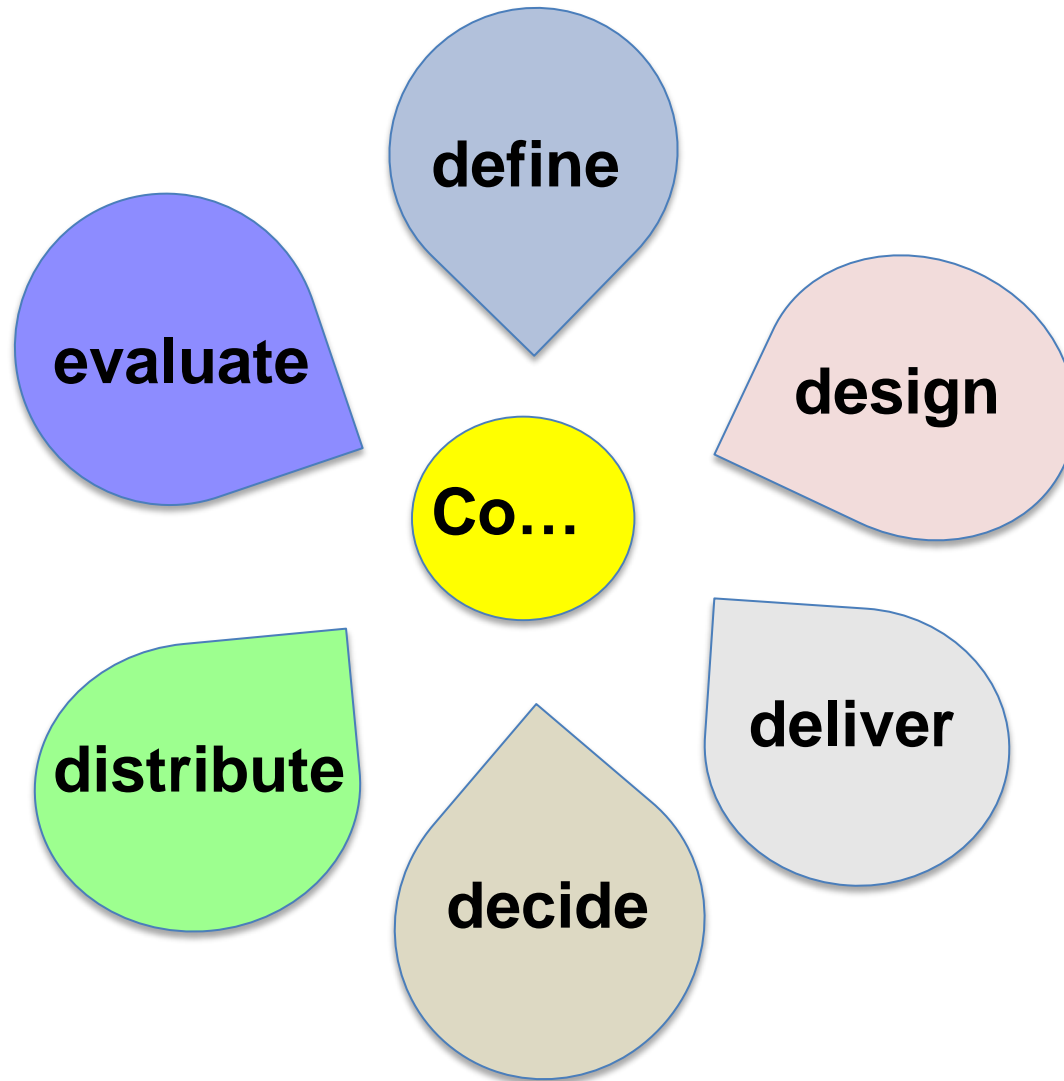 define
evaluate
design
Co…
deliver
distribute
decide